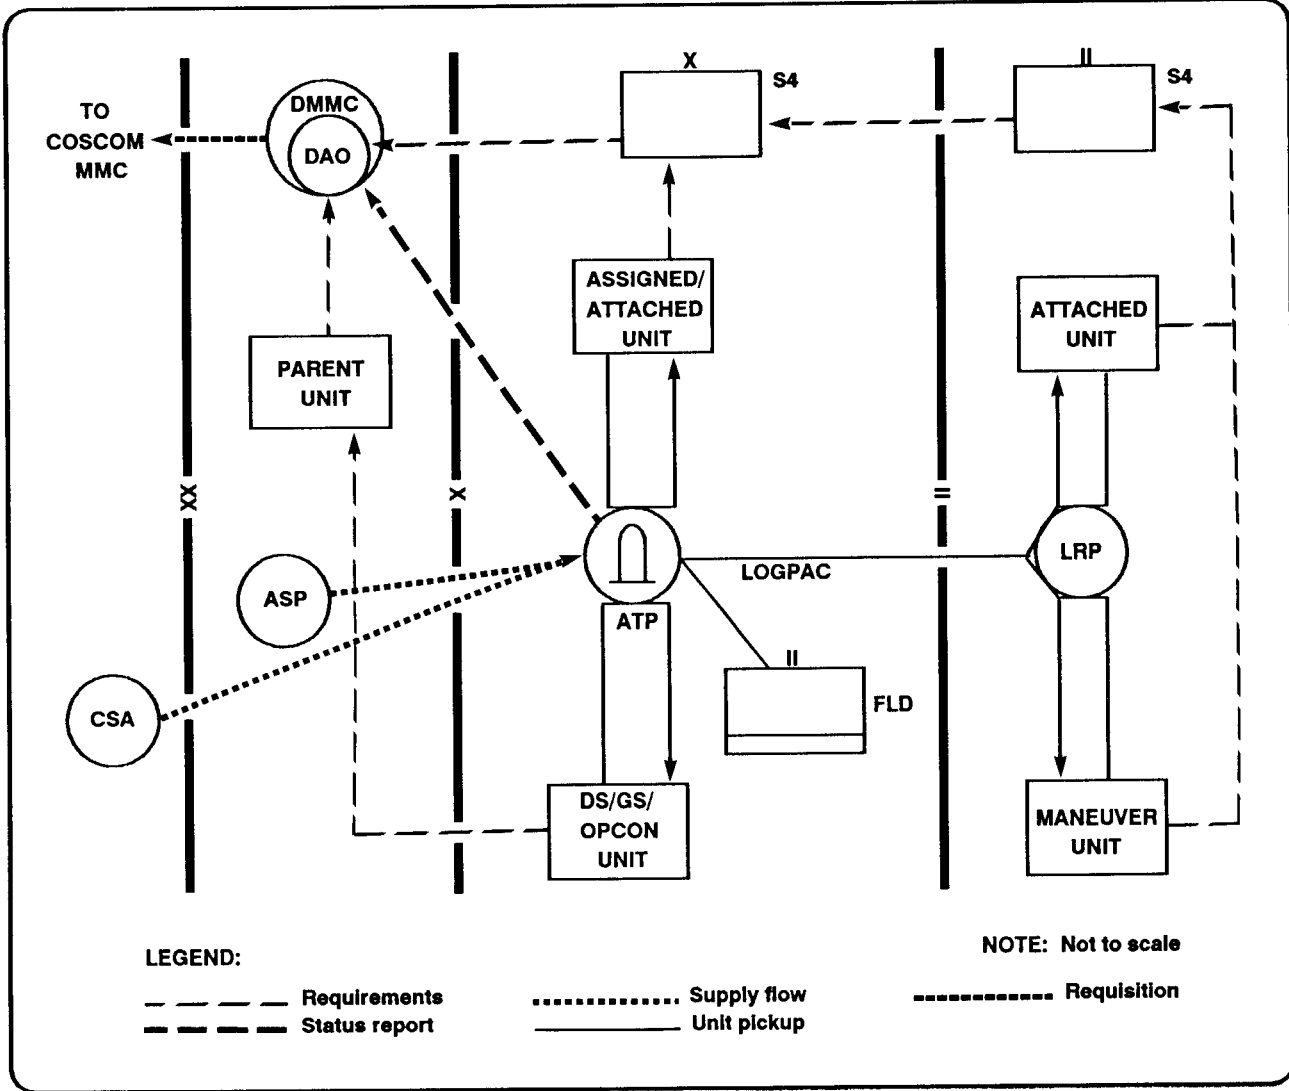 TO
COSCOM
MMC
DMMC
DAO
X
S4
II
S4
ASSIGNED/
ATTACHED
UNIT
ATTACHED
UNIT
PARENT
UNIT
XX
X
II
LRP
LOGPAC
ASP
ATP
II
FLD
CSA
DS/GS/
OPCON
UNIT
MANEUVER
UNIT
LEGEND:
NOTE: Not to scale
Requirements
Supply flow
Requisition
Status report
Unit pickup